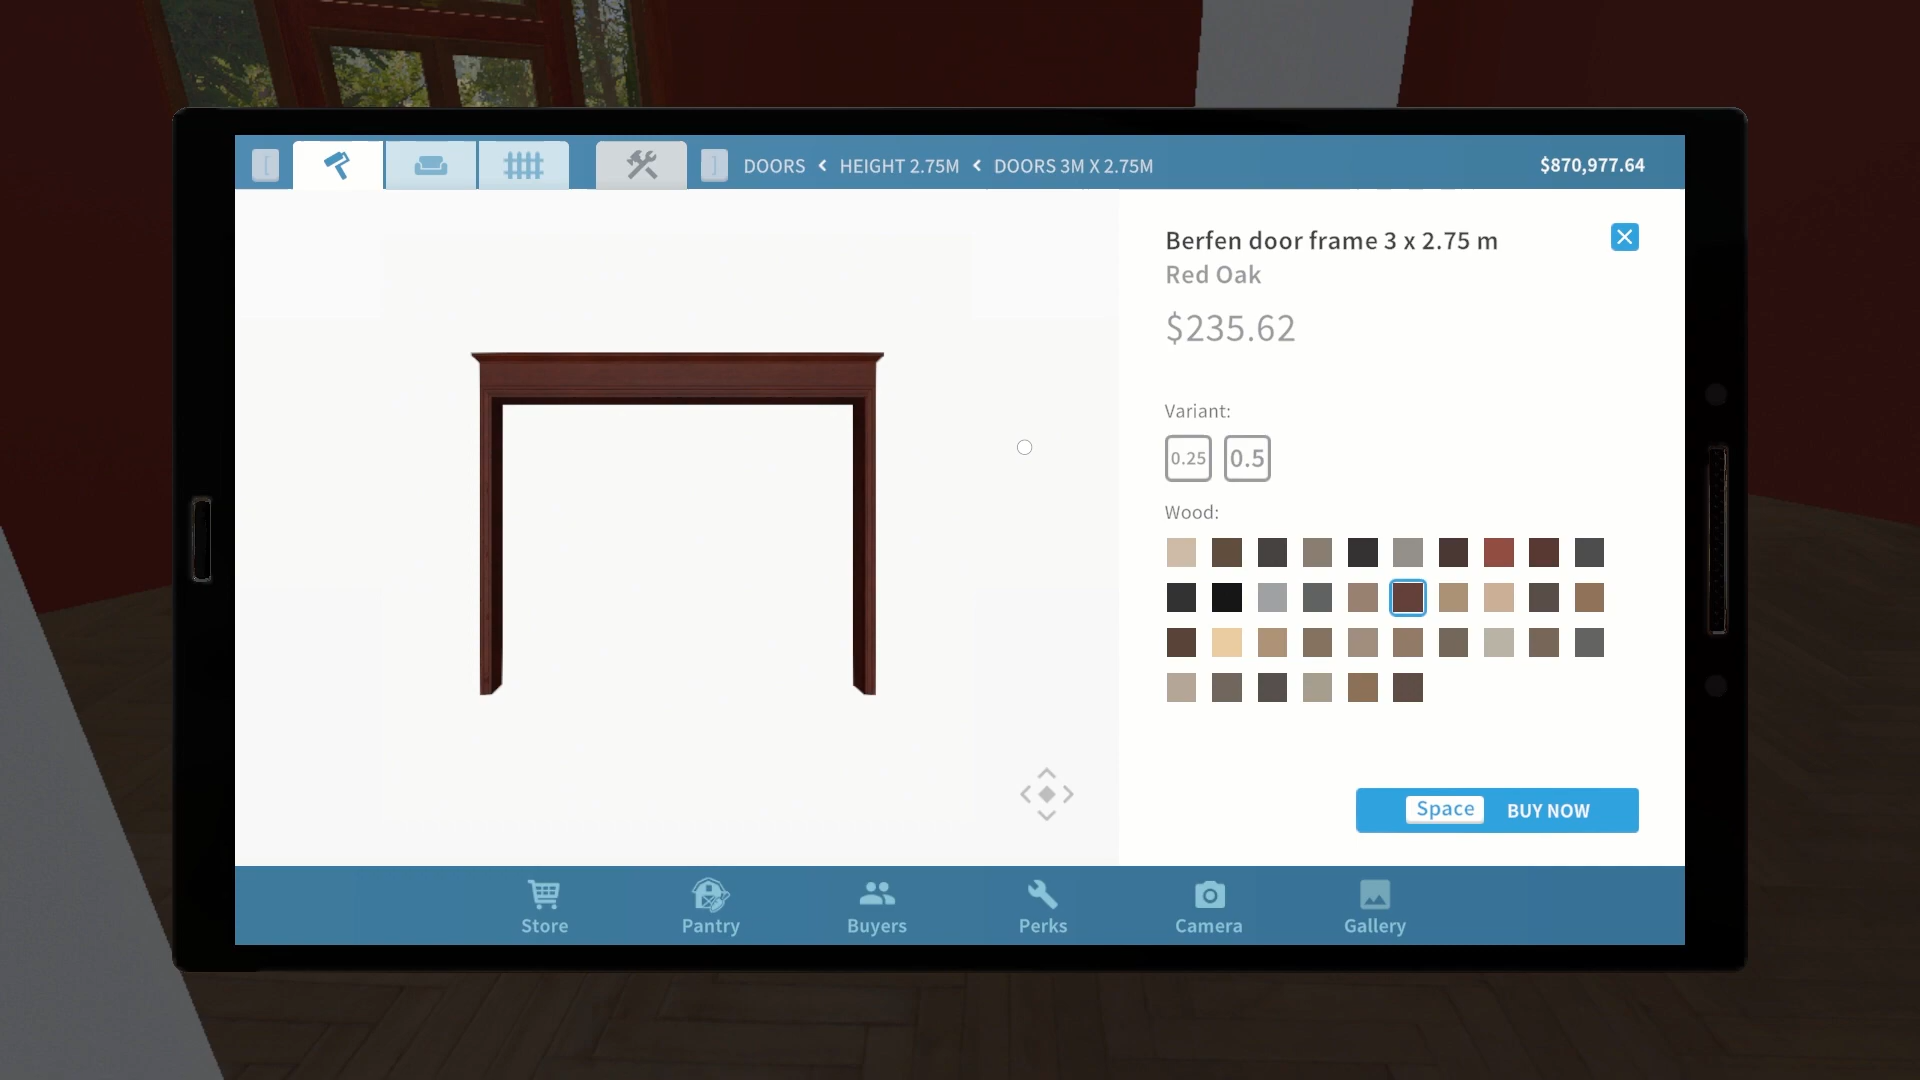 [ ] DOORS < HEIGHT 2.75M < DOORS 3M X 2.75M $870,977.64
Berfen door frame 3 x 2.75 m
Red Oak
$235.62
Variant:
0.25 0.5
Wood:
Space BUY NOW
Store Pantry Buyers Perks Camera Gallery